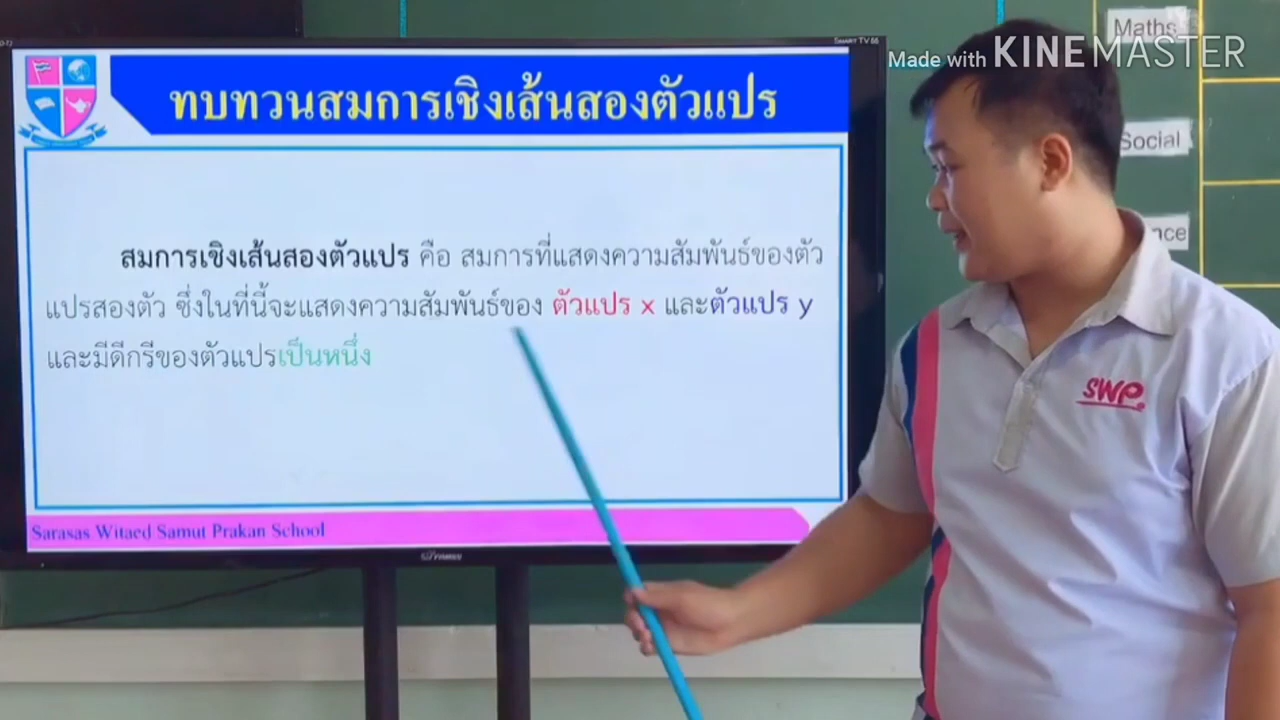 Maths
Made with KINEMASTER
SMART TV 66
ทบทวนสมการเชิงเส้นสองตัวแปร
Social
nce
สมการเชิงเส้นสองตัวแปร คือ สมการที่แสดงความสัมพันธ์ของตัว
แปรสองตัว ซึ่งในที่นี้จะแสดงความสัมพันธ์ของ ตัวแปร x และตัวแปร y
และมีดีกรีของตัวแปรเป็นหนึ่ง
SWP
Sarasas Witaed Samut Prakan School